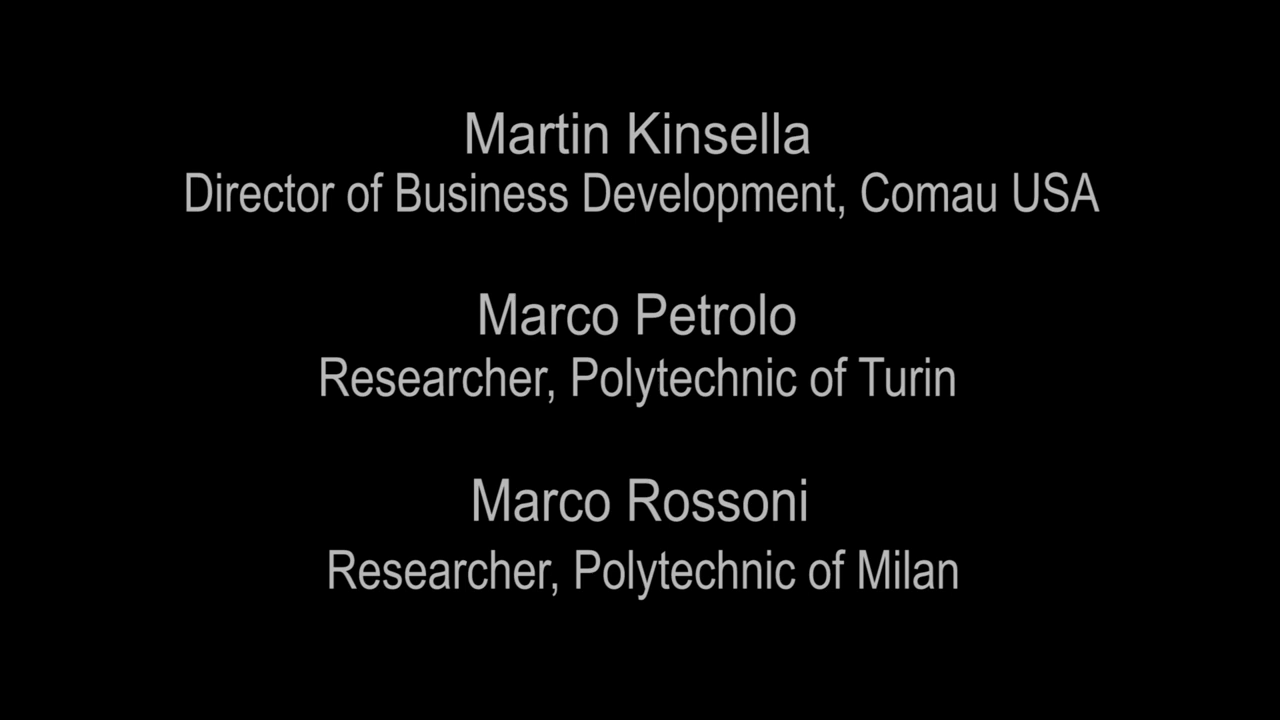 Martin Kinsella
Director of Business Development, Comau USA
Marco Petrolo
Researcher, Polytechnic of Turin
Marco Rossoni
Researcher, Polytechnic of Milan